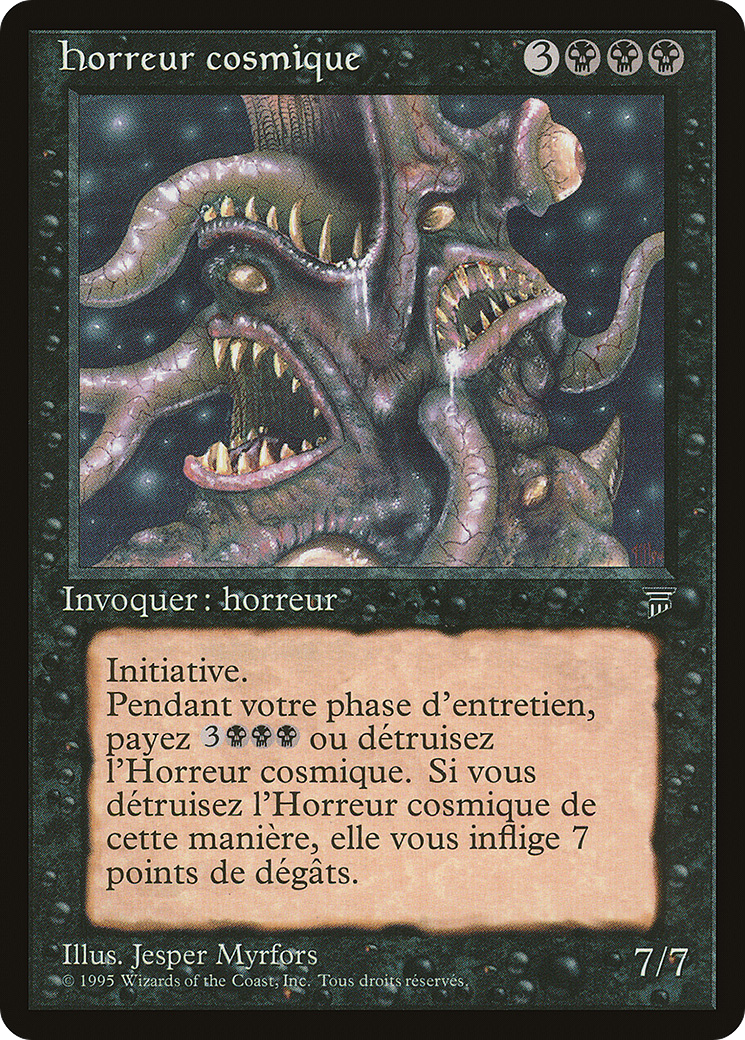 horreur cosmique 3
Invoquer : horreur
Initiative.
Pendant votre phase d'entretien,
payez 3 ou détruisez
l'Horreur cosmique. Si vous
détruisez l'Horreur cosmique de
cette manière, elle vous inflige 7
points de dégâts.
Illus. Jesper Myrfors
7/7
© 1995 Wizards of the Coast, Inc. Tous droits réservés.